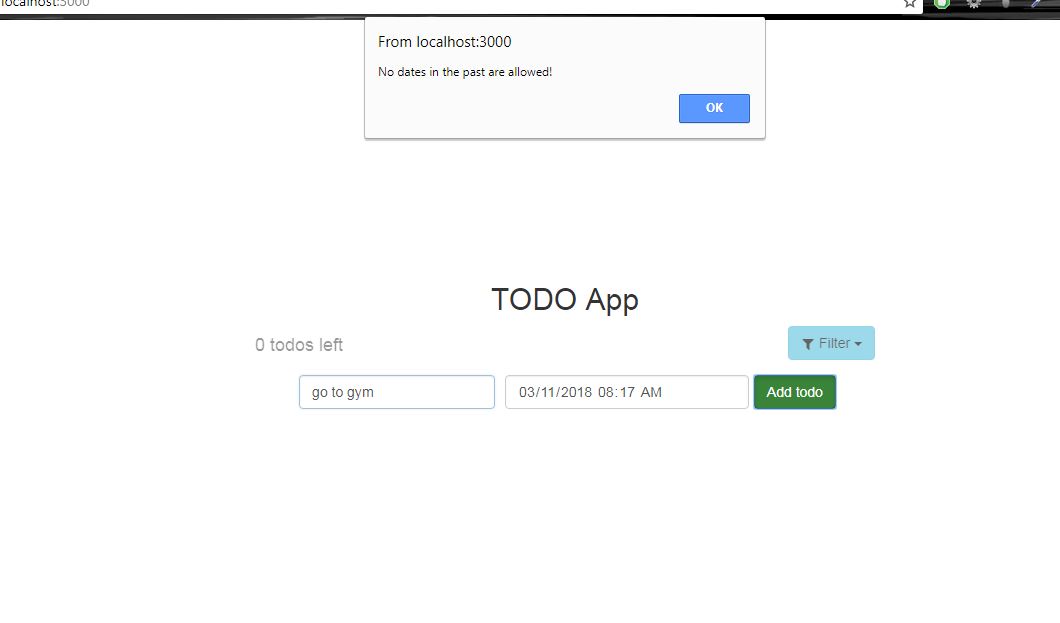 localhost:3000
From localhost:3000
No dates in the past are allowed!
OK
TODO App
0 todos left
Filter
go to gym
03/11/2018 08:17 AM
Add todo